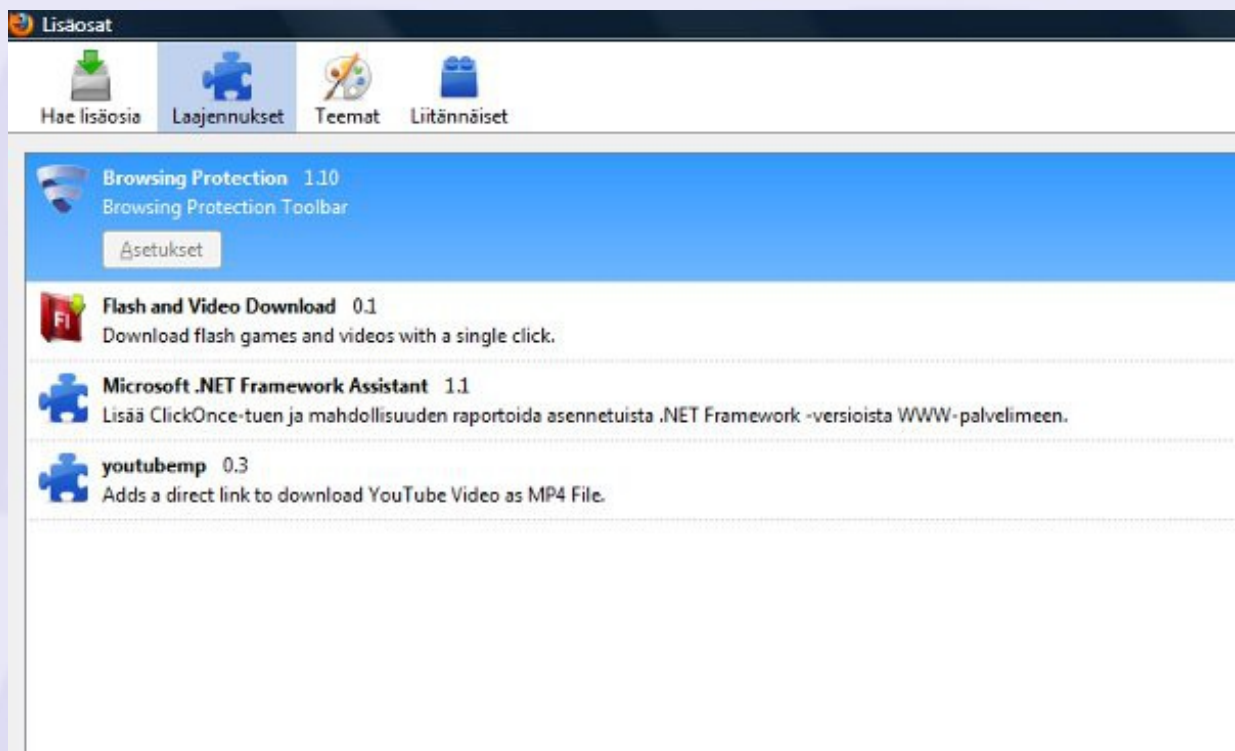 Lisäosat
Hae lisäosia Laajennukset Teemat Liitännäiset
Browsing Protection 1.10
Browsing Protection Toolbar
Asetukset
Flash and Video Download 0.1
Download flash games and videos with a single click.
Microsoft .NET Framework Assistant 1.1
Lisää ClickOnce-tuen ja mahdollisuuden raportoida asennetuista .NET Framework -versioista WWW-palvelimeen.
youtubemp 0.3
Adds a direct link to download YouTube Video as MP4 File.